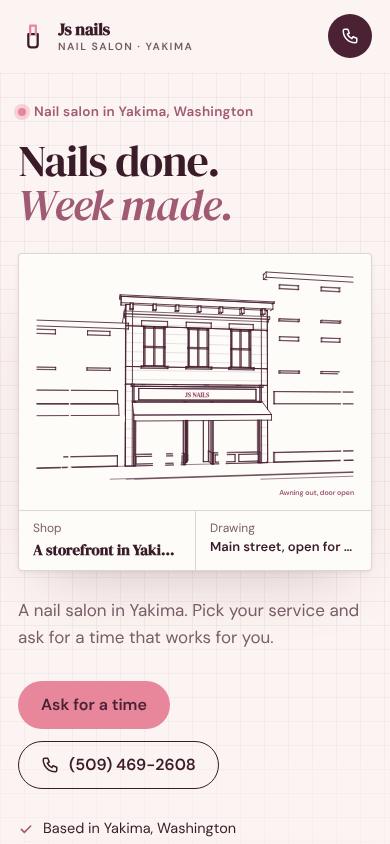 Js nails
NAIL SALON · YAKIMA
Nail salon in Yakima, Washington
Nails done.
Week made.
JS NAILS
Awning out, door open
Shop
A storefront in Yaki...
Drawing
Main street, open for ...
A nail salon in Yakima. Pick your service and
ask for a time that works for you.
Ask for a time
(509) 469-2608
Based in Yakima, Washington